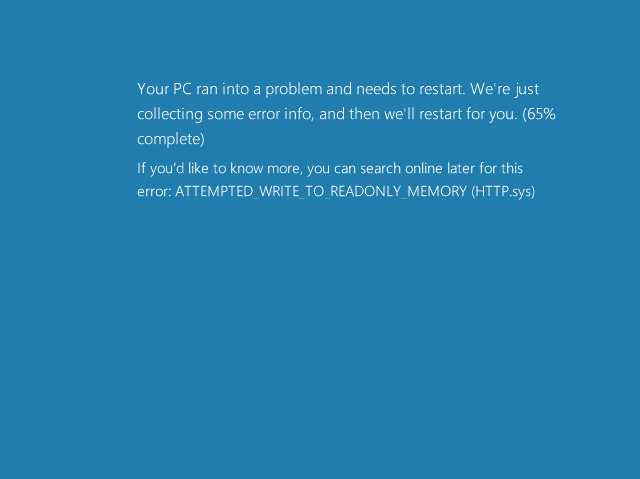 Your PC ran into a problem and needs to restart. We're just
collecting some error info, and then we'll restart for you. (65%
complete)
If you'd like to know more, you can search online later for this
error: ATTEMPTED_WRITE_TO_READONLY_MEMORY (HTTP.sys)